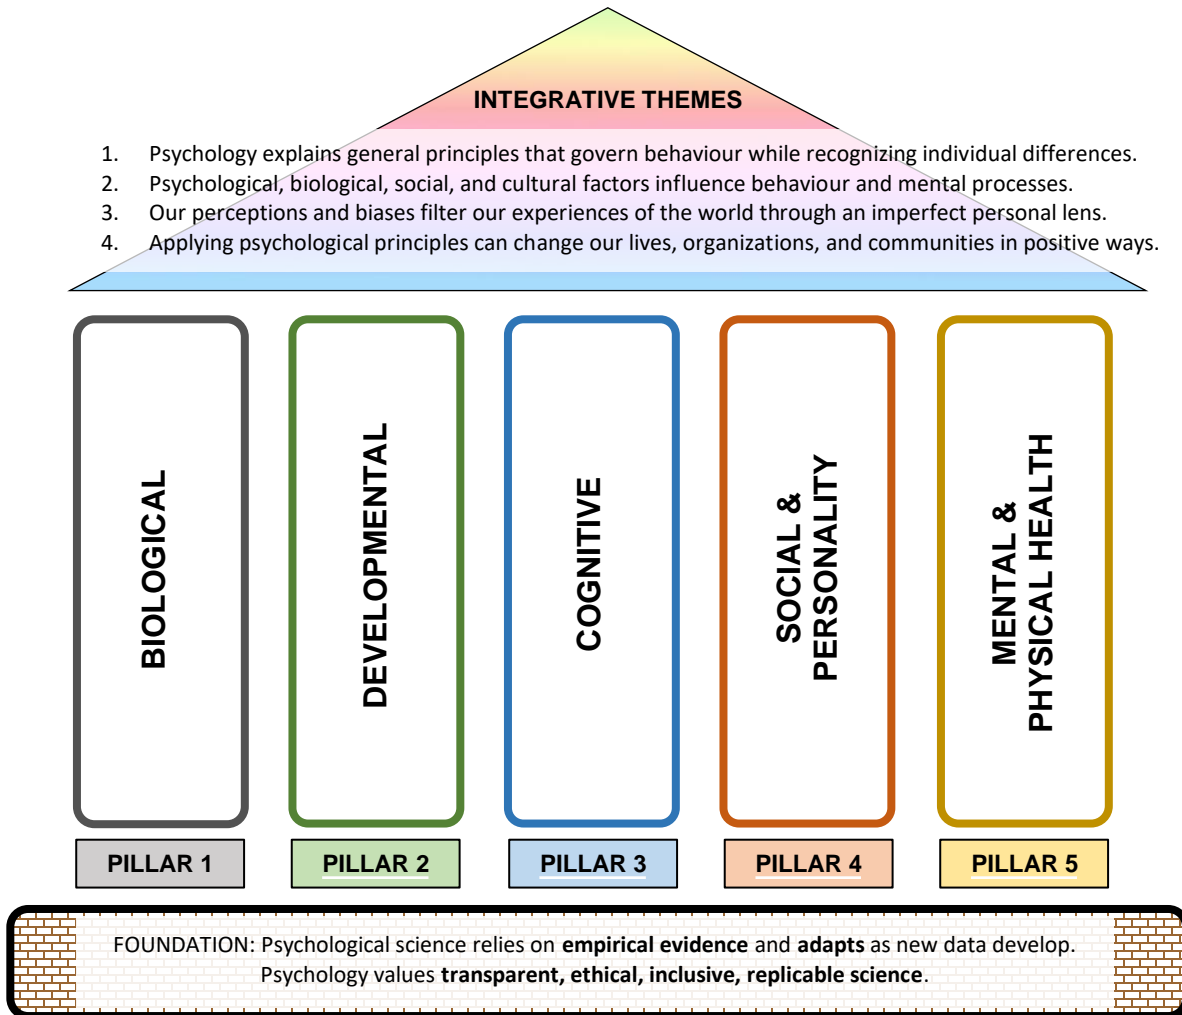 INTEGRATIVE THEMES
1. Psychology explains general principles that govern behaviour while recognizing individual differences.
2. Psychological, biological, social, and cultural factors influence behaviour and mental processes.
3. Our perceptions and biases filter our experiences of the world through an imperfect personal lens.
4. Applying psychological principles can change our lives, organizations, and communities in positive ways.
BIOLOGICAL
DEVELOPMENTAL
COGNITIVE
SOCIAL &
PERSONALITY
MENTAL &
PHYSICAL HEALTH
PILLAR 1
PILLAR 2
PILLAR 3
PILLAR 4
PILLAR 5
FOUNDATION: Psychological science relies on empirical evidence and adapts as new data develop.
Psychology values transparent, ethical, inclusive, replicable science.